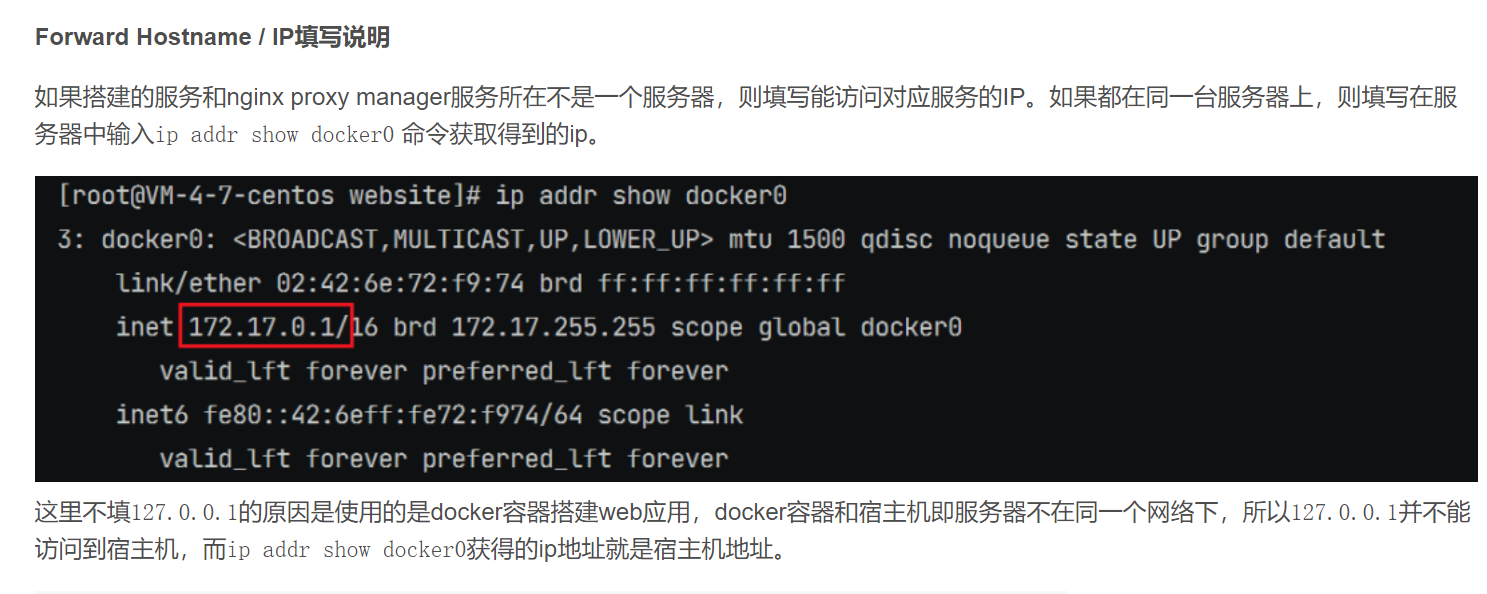 Forward Hostname / IP填写说明
如果搭建的服务和nginx proxy manager服务所在不是一个服务器，则填写能访问对应服务的IP。如果都在同一台服务器上，则填写在服
务器中输入ip addr show docker0 命令获取得到的ip。
[root@VM-4-7-centos website]# ip addr show docker0
3: docker0: <BROADCAST,MULTICAST,UP,LOWER_UP> mtu 1500 qdisc noqueue state UP group default
link/ether 02:42:6e:72:f9:74 brd ff:ff:ff:ff:ff:ff
inet 172.17.0.1/16 brd 172.17.255.255 scope global docker0
valid_lft forever preferred_lft forever
inet6 fe80::42:6eff:fe72:f974/64 scope link
valid_lft forever preferred_lft forever
这里不填127.0.0.1的原因是使用的是docker容器搭建web应用，docker容器和宿主机即服务器不在同一个网络下，所以127.0.0.1并不能
访问到宿主机，而ip addr show docker0获得的ip地址就是宿主机地址。